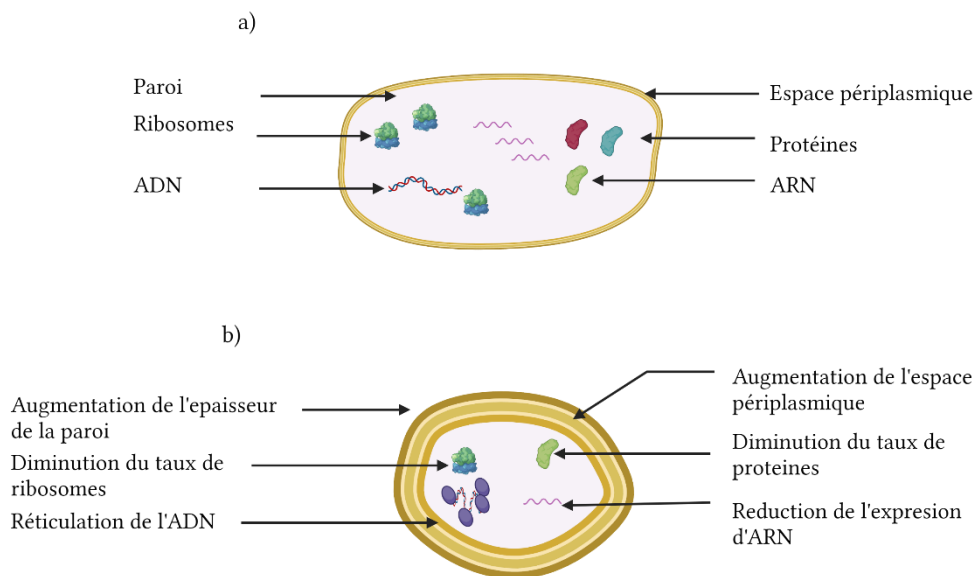 a)
Paroi
Ribosomes
ADN
Espace périplasmique
Protéines
ARN
b)
Augmentation de l'epaisseur
de la paroi
Diminution du taux de
ribosomes
Réticulation de l'ADN
Augmentation de l'espace
périplasmique
Diminution du taux de
proteines
Reduction de l'expresion
d'ARN